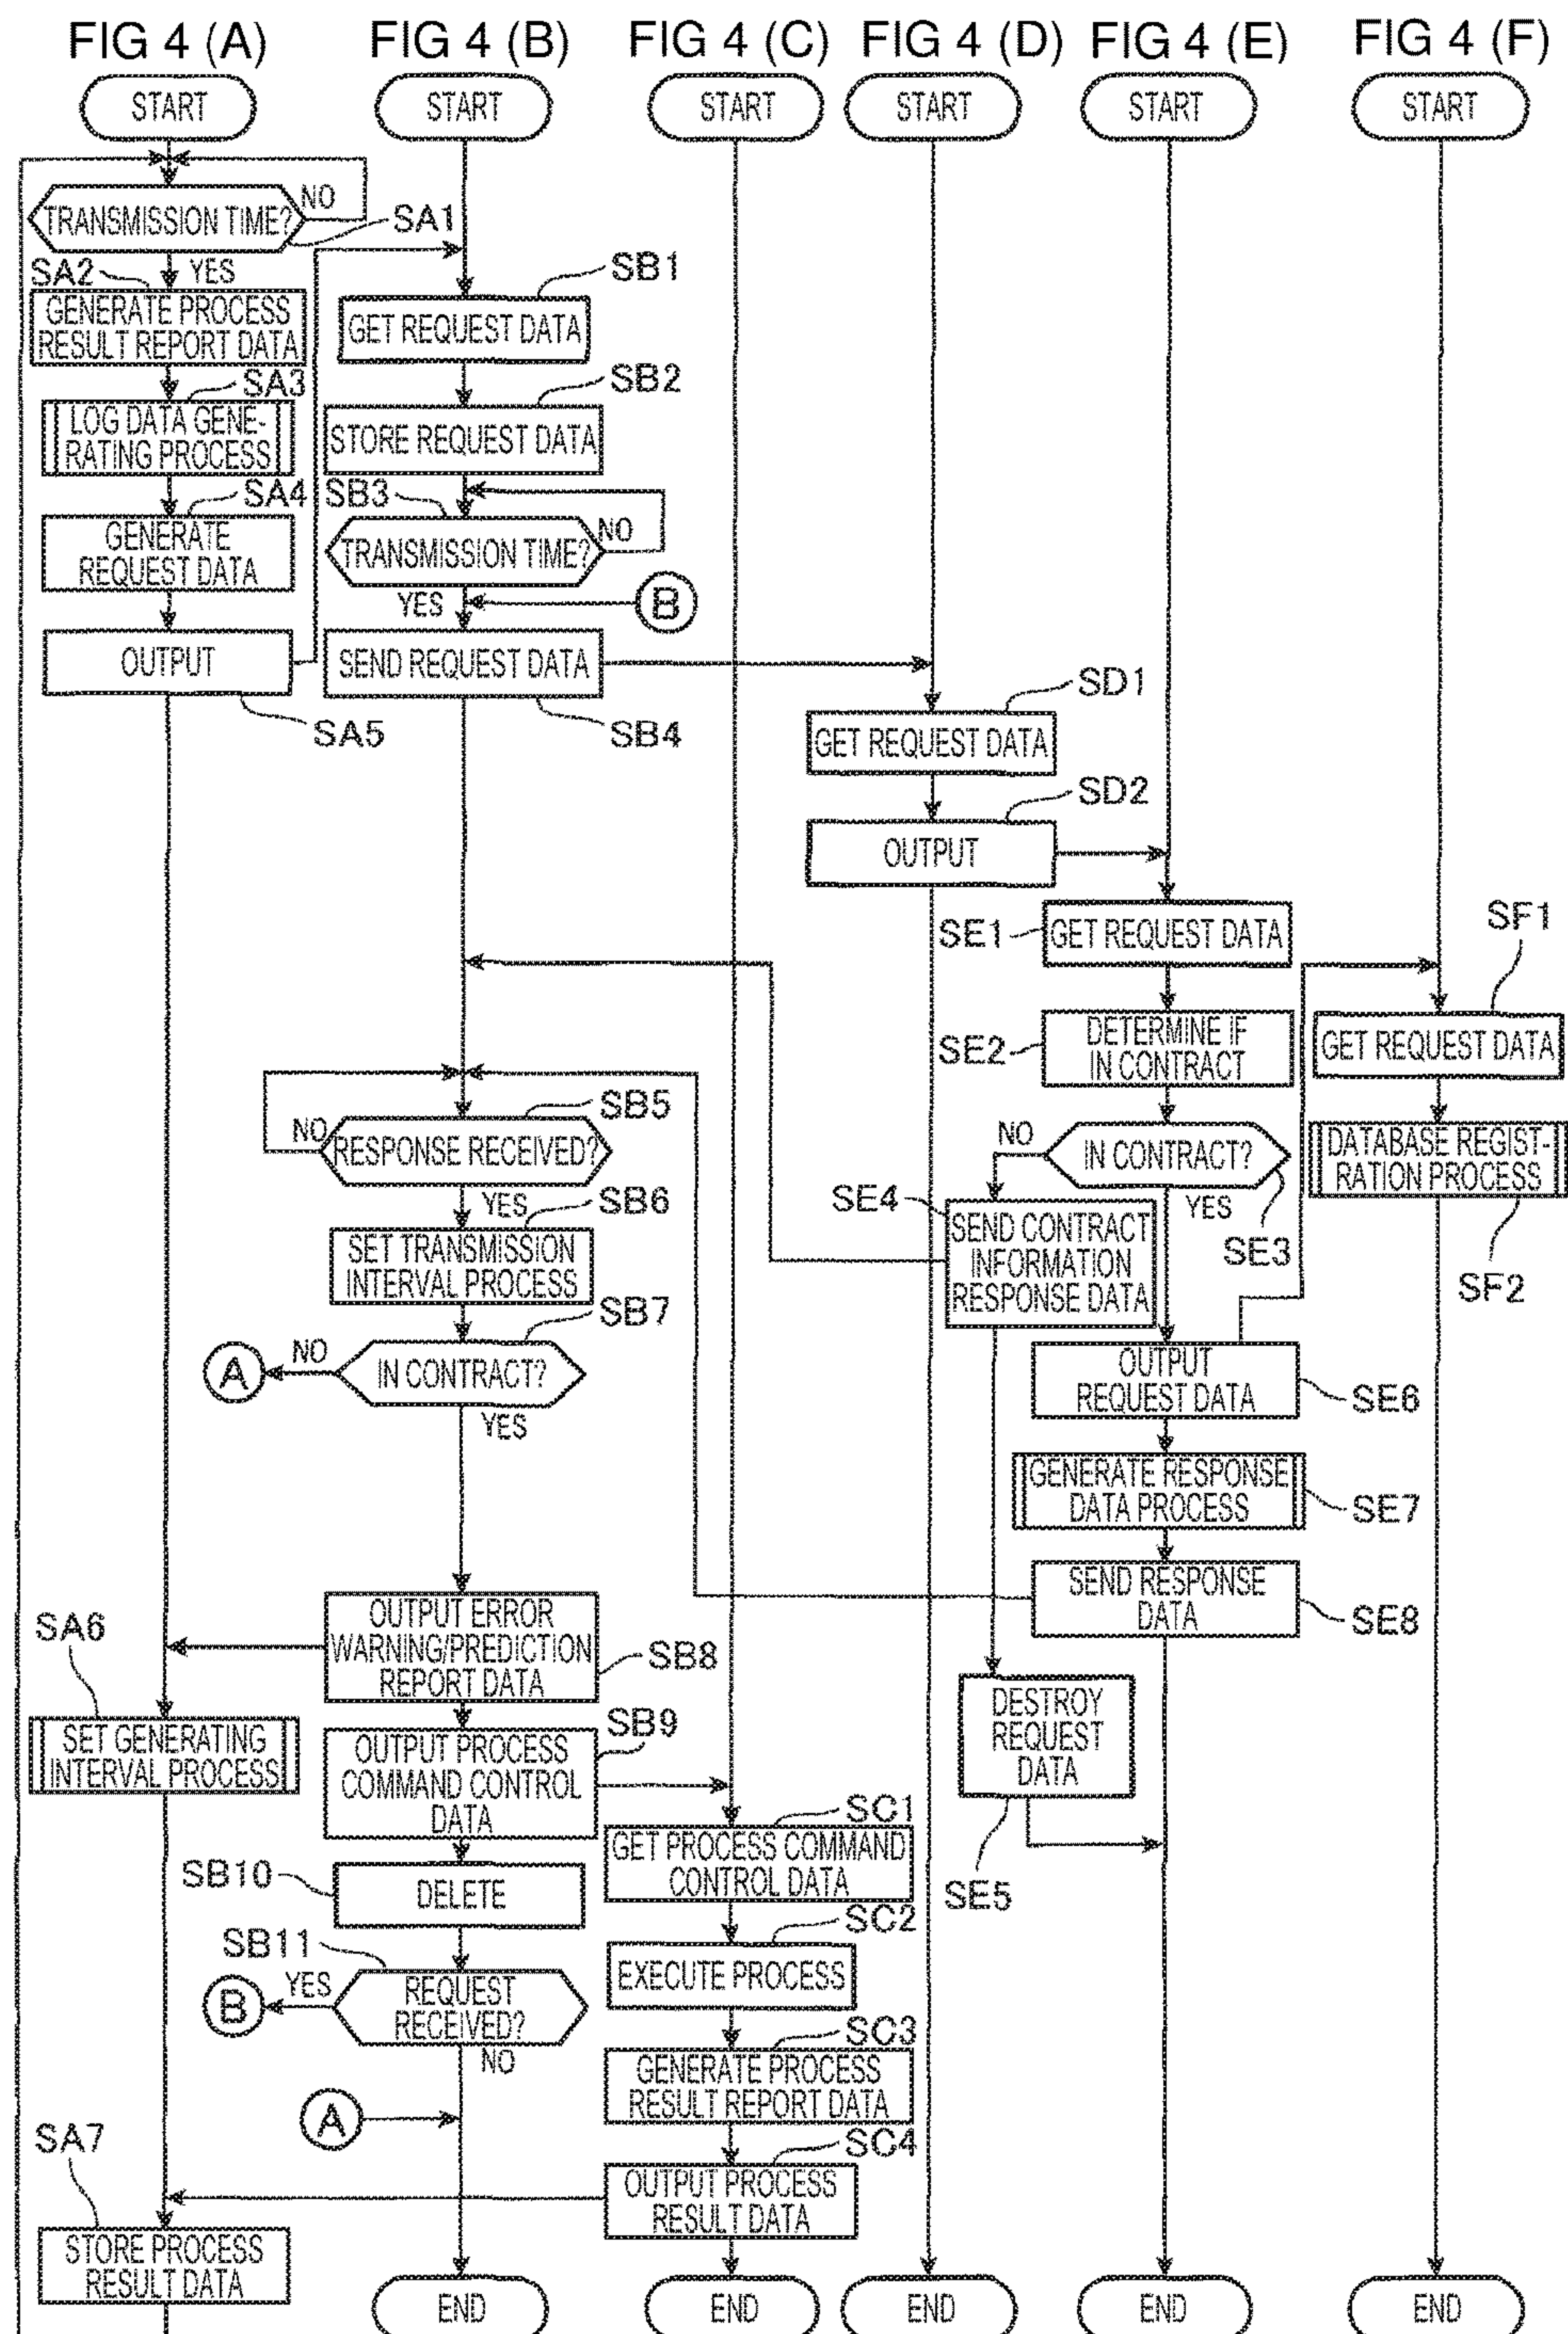 FIG 4 (A)
START
TRANSMISSION TIME?
NO
SA1
YES
SA2
GENERATE PROCESS
RESULT REPORT DATA
SA3
LOG DATA GENE-
RATING PROCESS
SA4
GENERATE
REQUEST DATA
OUTPUT
SA5
SA6
SET GENERATING
INTERVAL PROCESS
SA7
STORE PROCESS
RESULT DATA
FIG 4 (B)
START
SB1
GET REQUEST DATA
SB2
STORE REQUEST DATA
SB3
TRANSMISSION TIME?
NO
YES
B
SEND REQUEST DATA
SB4
SB5
NO
RESPONSE RECEIVED?
YES
SB6
SET TRANSMISSION
INTERVAL PROCESS
SB7
A
NO
IN CONTRACT?
YES
OUTPUT ERROR
WARNING/PREDICTION
REPORT DATA
SB8
SB9
OUTPUT PROCESS
COMMAND CONTROL
DATA
SB10
DELETE
SB11
B
YES
REQUEST
RECEIVED?
NO
A
END
FIG 4 (C)
START
SC1
GET PROCESS COMMAND
CONTROL DATA
SC2
EXECUTE PROCESS
SC3
GENERATE PROCESS
RESULT REPORT DATA
SC4
OUTPUT PROCESS
RESULT DATA
END
FIG 4 (D)
START
SD1
GET REQUEST DATA
SD2
OUTPUT
END
FIG 4 (E)
START
SE1
GET REQUEST DATA
SE2
DETERMINE IF
IN CONTRACT
NO
IN CONTRACT?
YES
SE3
SE4
SEND CONTRACT
INFORMATION
RESPONSE DATA
OUTPUT
REQUEST DATA
SE6
GENERATE RESPONSE
DATA PROCESS
SE7
SEND RESPONSE
DATA
SE8
DESTROY
REQUEST
DATA
SE5
END
FIG 4 (F)
START
SF1
GET REQUEST DATA
DATABASE REGIST-
RATION PROCESS
SF2
END